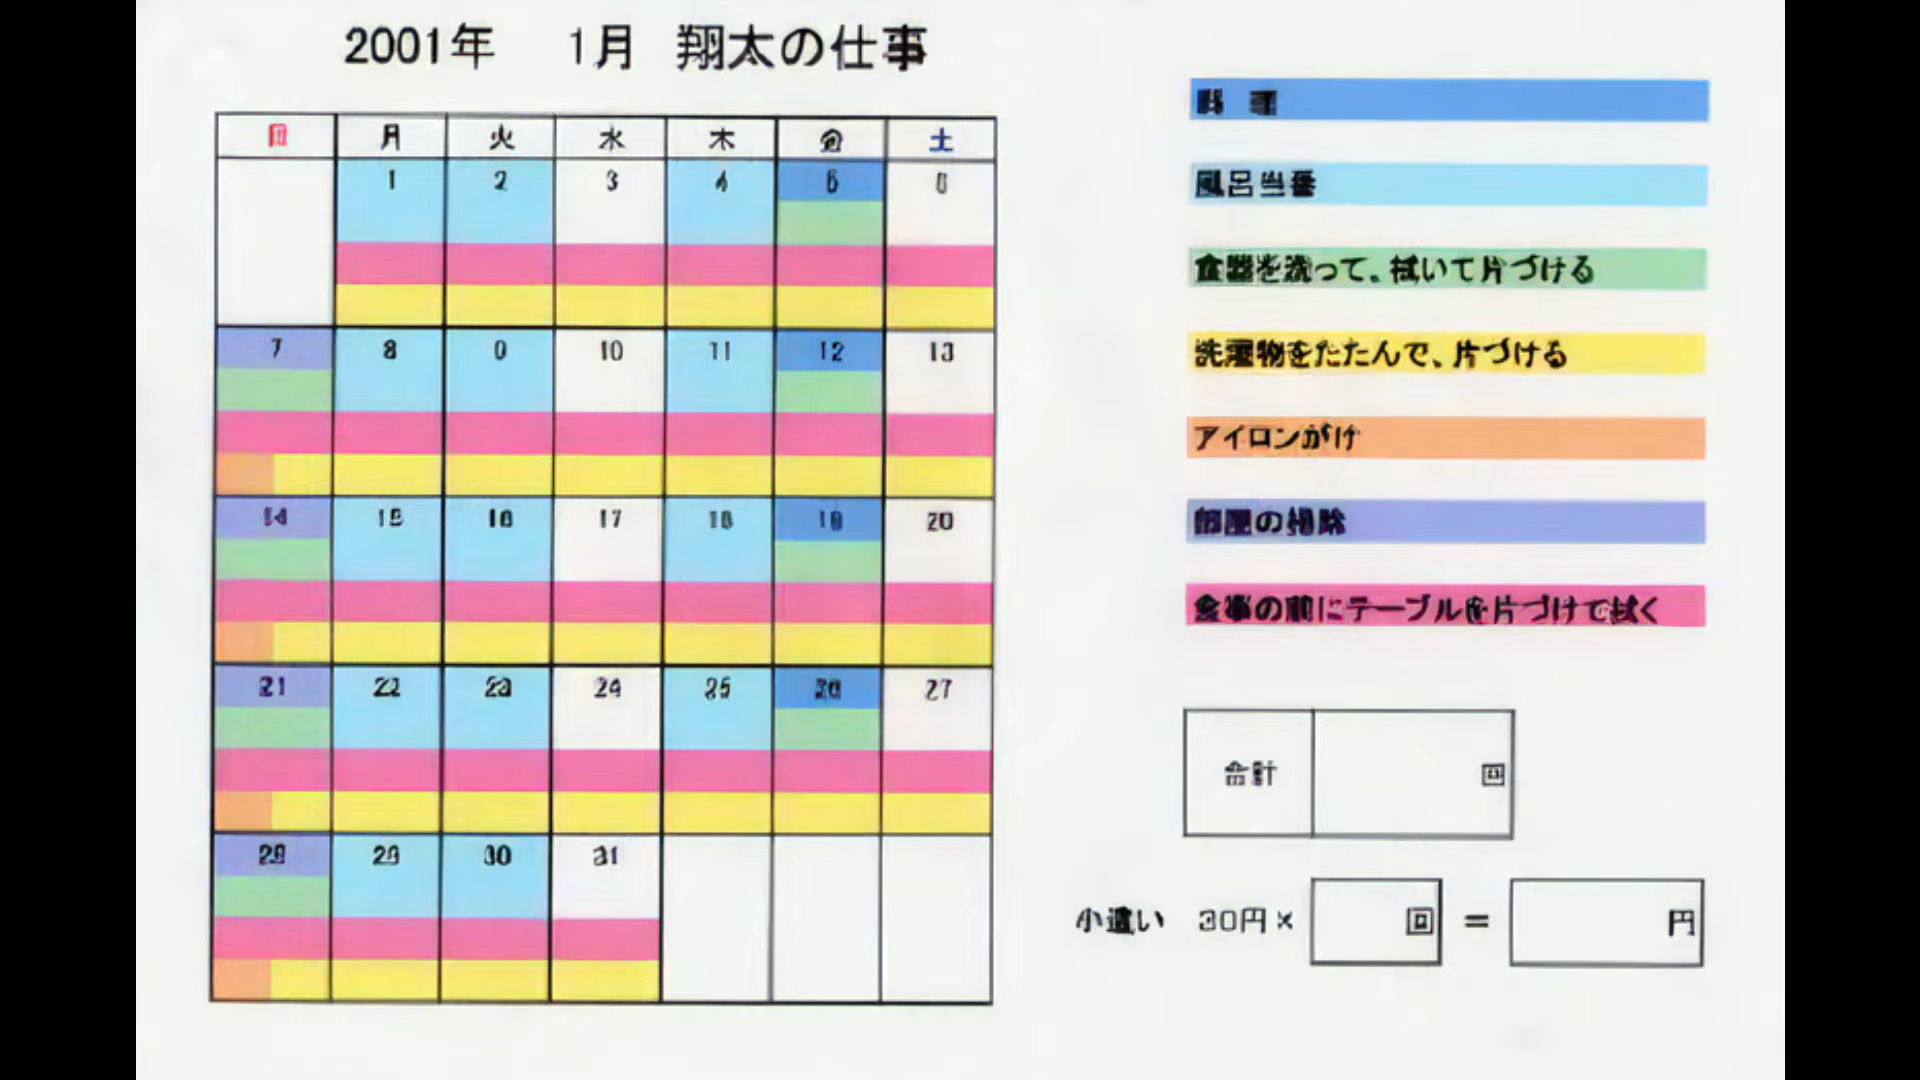 2001年 1月 翔太の仕事
日 月 火 水 木 金 土
1 2 3 4 5 6
7 8 9 10 11 12 13
14 15 16 17 18 19 20
21 22 23 24 25 26 27
28 29 30 31
料 理
風呂当番
食器を洗って、拭いて片づける
洗濯物をたたんで、片づける
アイロンがけ
部屋の掃除
食事の前にテーブルを片づけて拭く
合計 回
小遣い 30円× 回 = 円